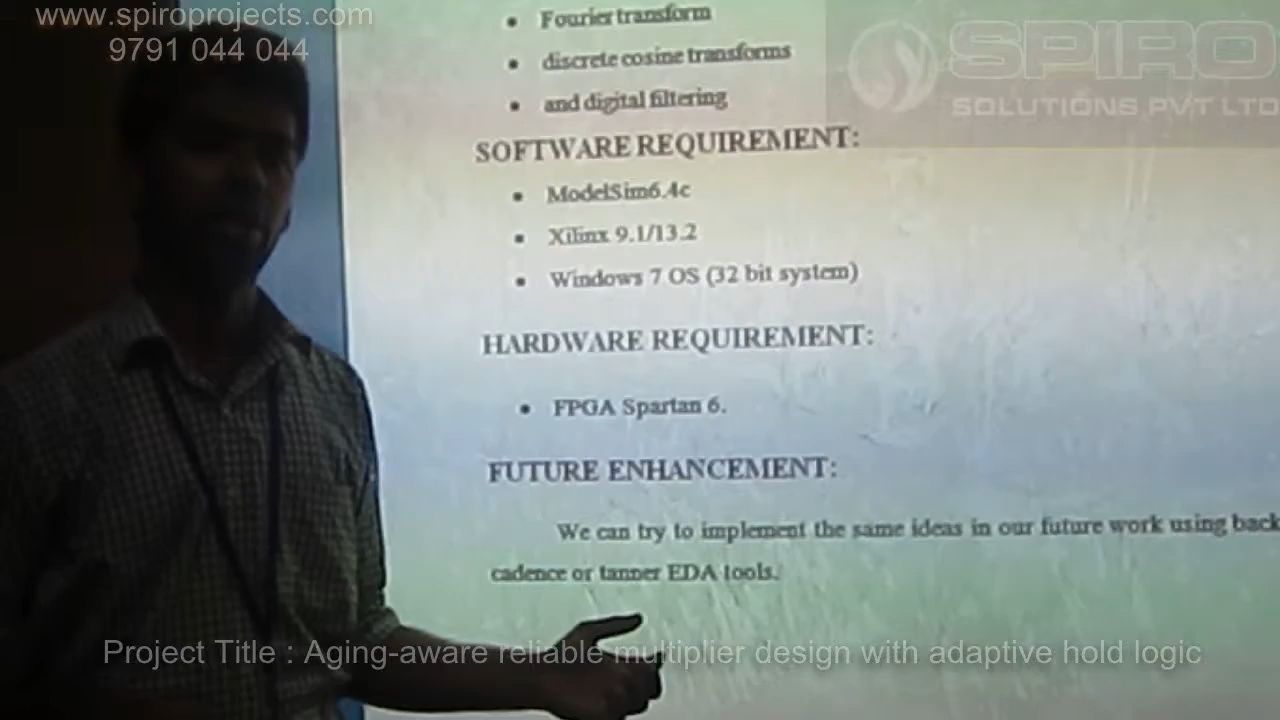 www.spiroprojects.com
9791 044 044
SPIRO
SOLUTIONS PVT LTD
• Fourier transform
• discrete cosine transforms
• and digital filtering
SOFTWARE REQUIREMENT:
• ModelSim6.4c
• Xilinx 9.1/13.2
• Windows 7 OS (32 bit system)
HARDWARE REQUIREMENT:
• FPGA Spartan 6.
FUTURE ENHANCEMENT:
We can try to implement the same ideas in our future work using back
cadence or tanner EDA tools.
Project Title : Aging-aware reliable multiplier design with adaptive hold logic